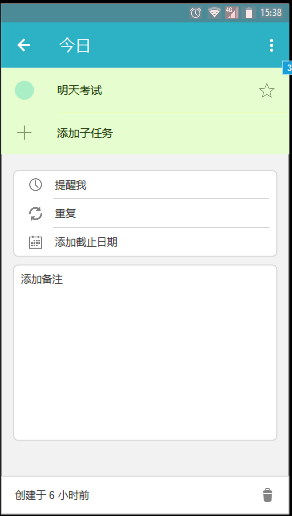 15:38
今日
3
明天考试
添加子任务
提醒我
重复
添加截止日期
添加备注
创建于 6 小时前